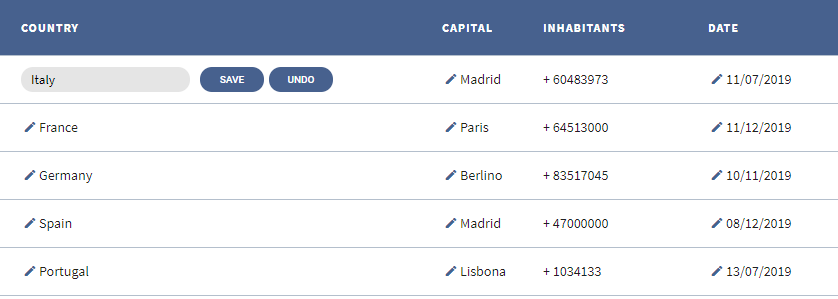 COUNTRY CAPITAL INHABITANTS DATE
Italy SAVE UNDO Madrid + 60483973 11/07/2019
France Paris + 64513000 11/12/2019
Germany Berlino + 83517045 10/11/2019
Spain Madrid + 47000000 08/12/2019
Portugal Lisbona + 1034133 13/07/2019